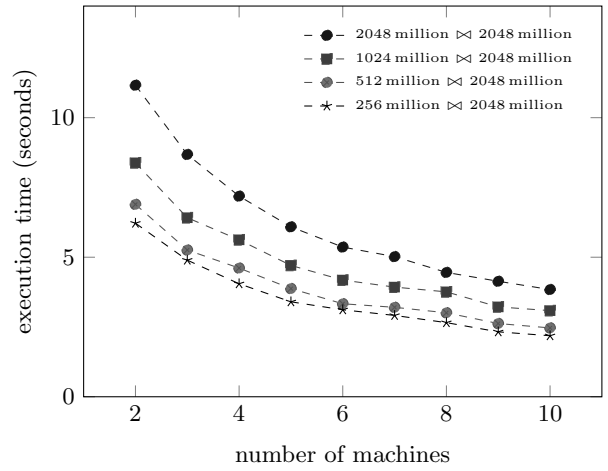 2048 million ⋈ 2048 million
1024 million ⋈ 2048 million
512 million ⋈ 2048 million
256 million ⋈ 2048 million
10
5
0
execution time (seconds)
2 4 6 8 10
number of machines